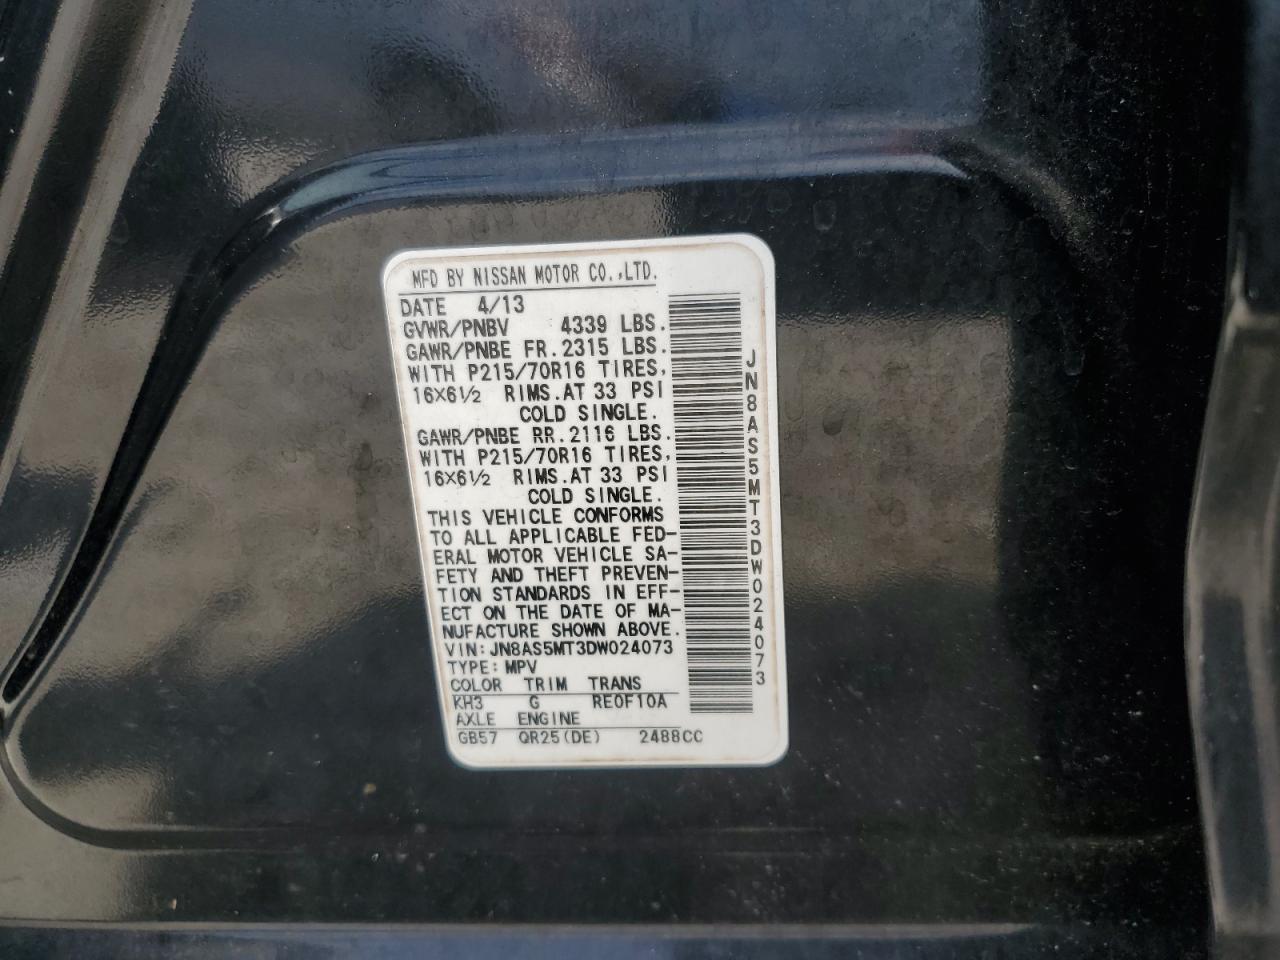 MFD BY NISSAN MOTOR CO.,LTD.
DATE 4/13
GVWR/PNBV 4339 LBS.
GAWR/PNBE FR.2315 LBS.
WITH P215/70R16 TIRES,
16×6½ RIMS.AT 33 PSI
COLD SINGLE.
GAWR/PNBE RR.2116 LBS.
WITH P215/70R16 TIRES,
16×6½ RIMS.AT 33 PSI
COLD SINGLE.
THIS VEHICLE CONFORMS
TO ALL APPLICABLE FED-
ERAL MOTOR VEHICLE SA-
FETY AND THEFT PREVEN-
TION STANDARDS IN EFF-
ECT ON THE DATE OF MA-
NUFACTURE SHOWN ABOVE.
VIN:JN8AS5MT3DW024073
TYPE:MPV
COLOR TRIM TRANS
KH3 G RE0F10A
AXLE ENGINE
GB57 QR25(DE) 2488CC
JN8AS5MT3DW024073